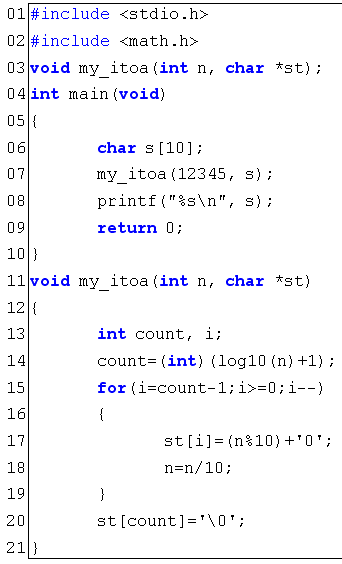 01 #include <stdio.h>
02 #include <math.h>
03 void my_itoa(int n, char *st);
04 int main(void)
05 {
06 char s[10];
07 my_itoa(12345, s);
08 printf("%s\n", s);
09 return 0;
10 }
11 void my_itoa(int n, char *st)
12 {
13 int count, i;
14 count=(int)(log10(n)+1);
15 for(i=count-1;i>=0;i--)
16 {
17 st[i]=(n%10)+'0';
18 n=n/10;
19 }
20 st[count]='\0';
21 }